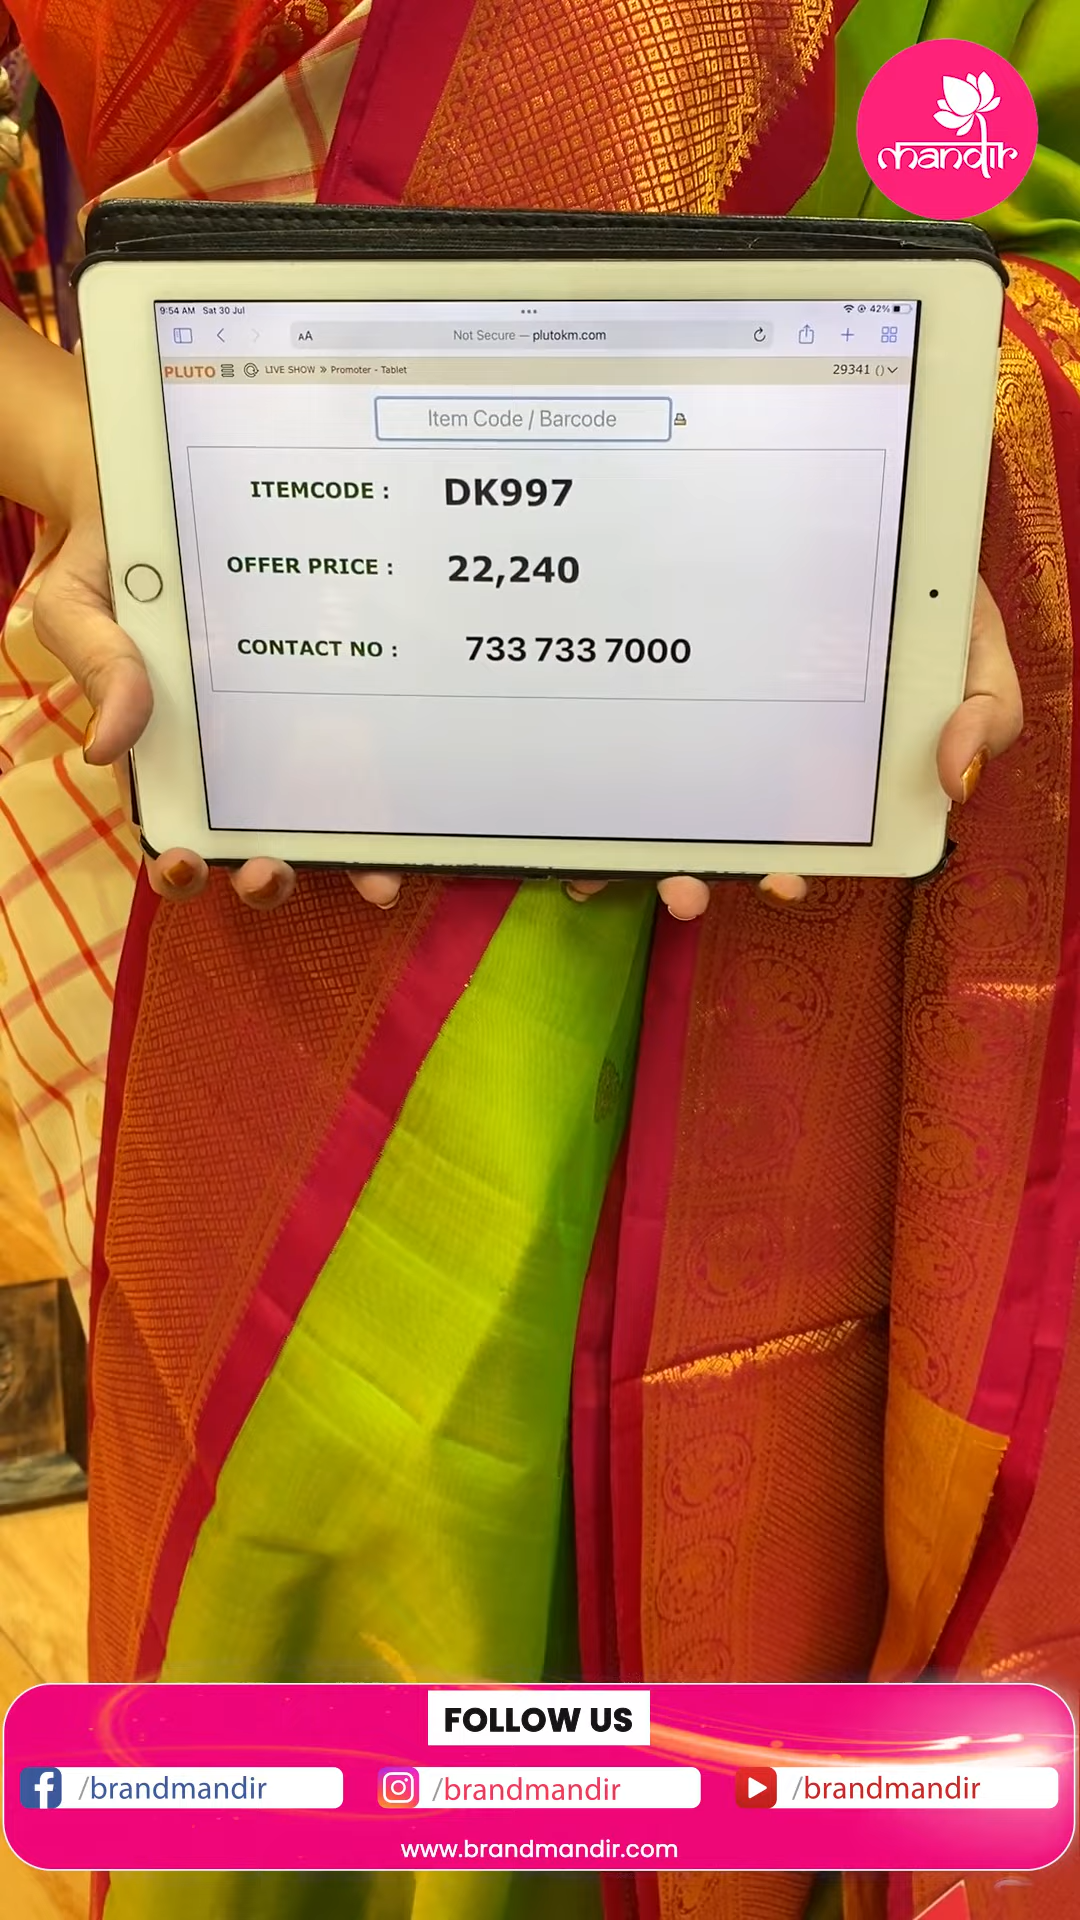 mandir
9:54 AM Sat 30 Jul
42%
AA
Not Secure — plutokm.com
PLUTO
LIVE SHOW » Promoter - Tablet
29341 ()
Item Code / Barcode
ITEMCODE : DK997
OFFER PRICE : 22,240
CONTACT NO : 733 733 7000
FOLLOW US
/brandmandir
/brandmandir
/brandmandir
www.brandmandir.com